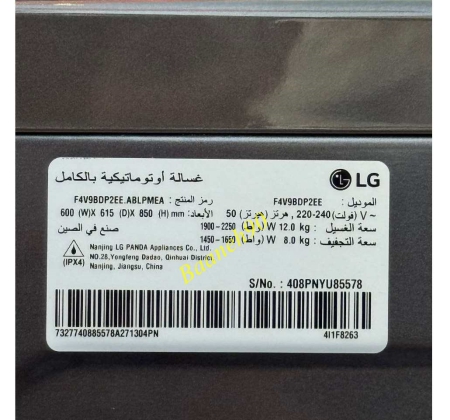 غسالة أوتوماتيكية بالكامل
LG
رمز المنتج : F4V9BDP2EE.ABLPMEA
الموديل : F4V9BDP2EE
الأبعاد: 600 (W)X 615 (D)X 850 (H) mm
~ V (فولت) 220-240, هرتز (هيرتز) 50
صنع في الصين
سعة الغسيل : 12.0 kg (واط) W 1900-2250
سعة التجفيف : 8.0 kg (واط) W 1450-1650
(IPX4)
Nanjing LG PANDA Appliances Co., Ltd.
NO.28, Yongfeng Dadao, Qinhuai District,
Nanjing, Jiangsu, China
S/No. : 408PNYU85578
7327740885578A271304PN
411F8263